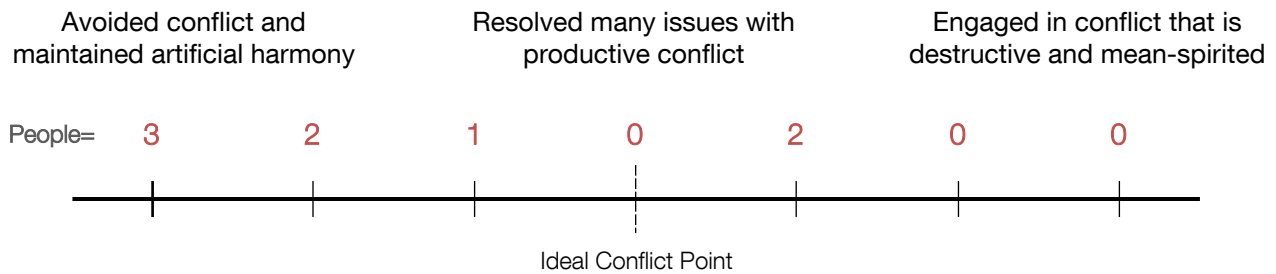 Avoided conflict and
maintained artificial harmony
Resolved many issues with
productive conflict
Engaged in conflict that is
destructive and mean-spirited
People= 3 2 1 0 2 0 0
Ideal Conflict Point